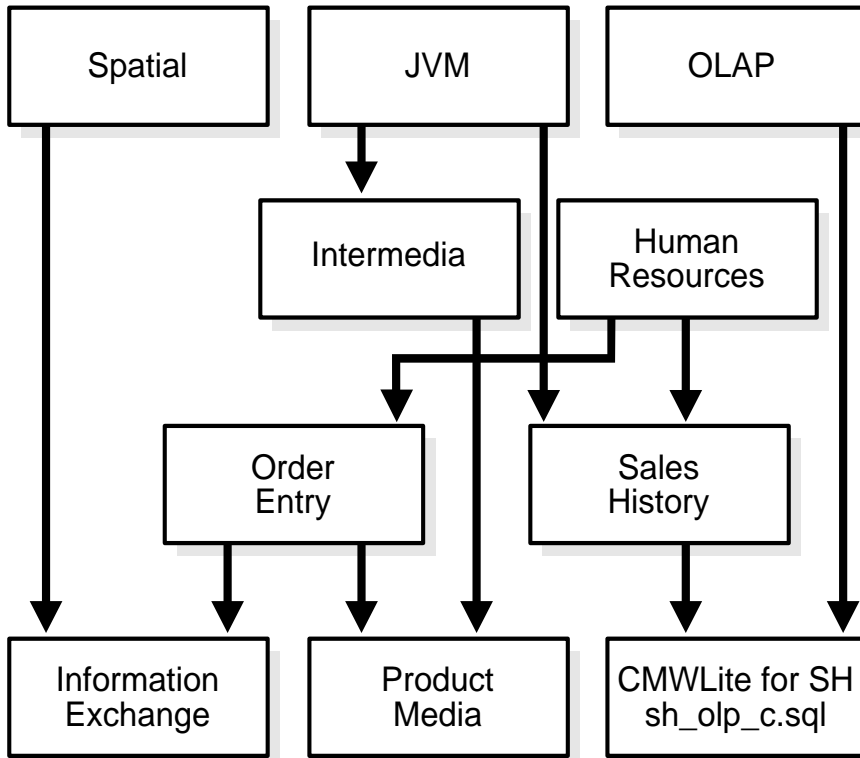 Spatial
JVM
OLAP
Intermedia
Human
Resources
Order
Entry
Sales
History
Information
Exchange
Product
Media
CMWLite for SH
sh_olp_c.sql